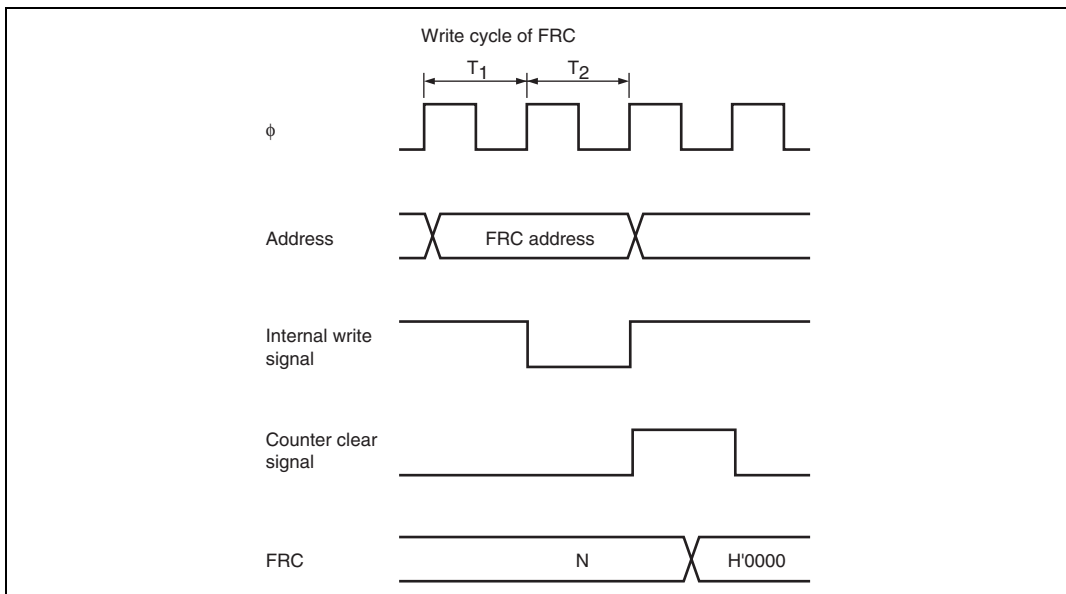 Write cycle of FRC
T1 T2
ϕ
Address
FRC address
Internal write
signal
Counter clear
signal
FRC
N
H'0000